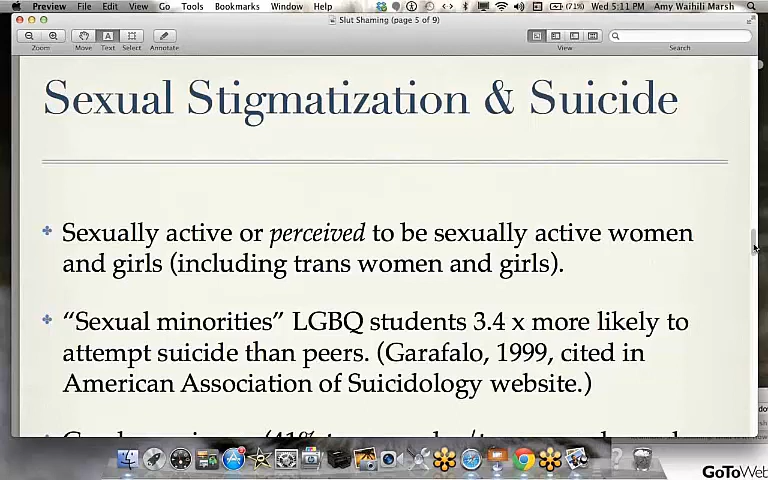 Preview File Edit View Go Tools Bookmarks Window Help (71%) Wed 5:11 PM Amy Waihili Marsh
Slut Shaming (page 5 of 9)
Zoom Move Text Select Annotate View Search
Sexual Stigmatization & Suicide
Sexually active or perceived to be sexually active women
and girls (including trans women and girls).
“Sexual minorities” LGBQ students 3.4 x more likely to
attempt suicide than peers. (Garafalo, 1999, cited in
American Association of Suicidology website.)
GoToWeb